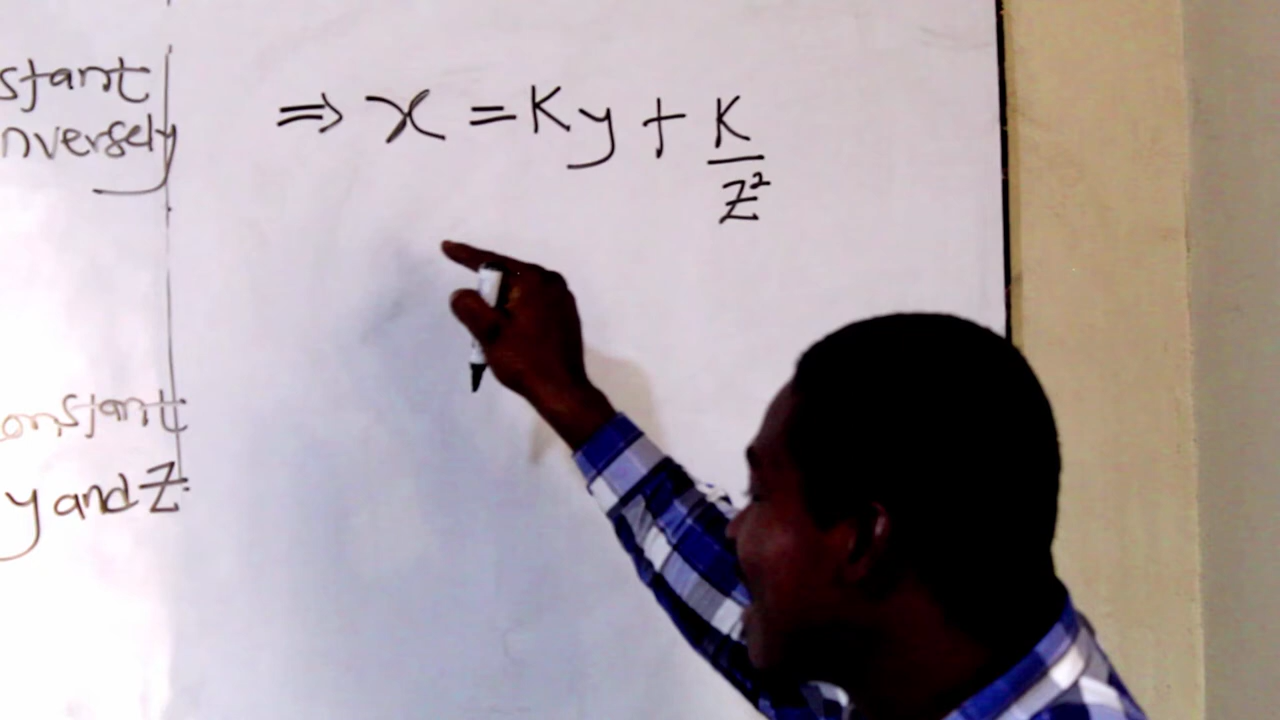 stant
nversely
onstant
y and Z.
⇒ x = Ky + K/Z²